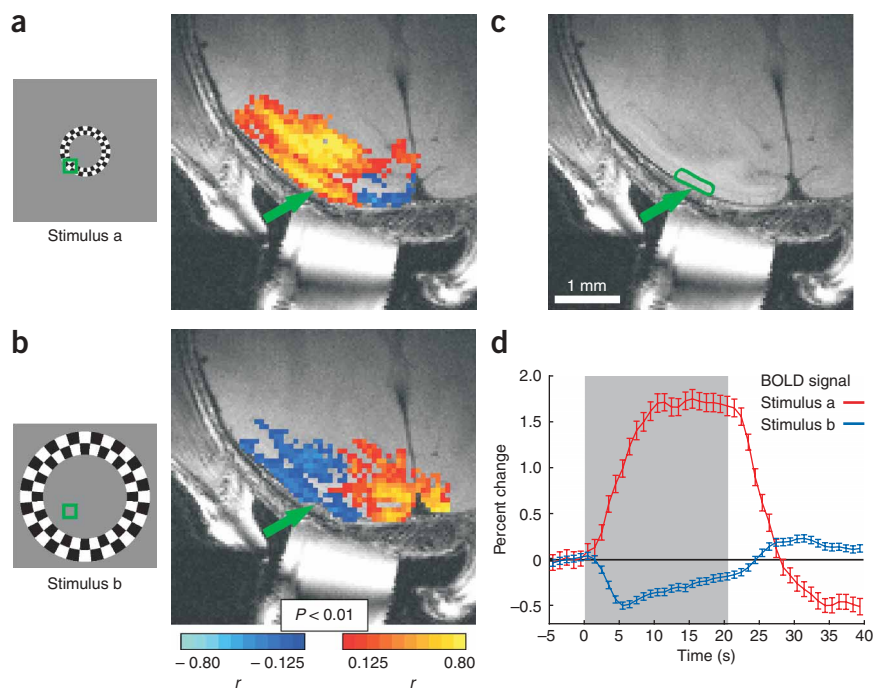 a
Stimulus a
b
Stimulus b
P < 0.01
− 0.80 − 0.125 0.125 0.80
r r
c
1 mm
d
BOLD signal
Stimulus a
Stimulus b
Percent change
2.0
1.5
1.0
0.5
0
−0.5
−5 0 5 10 15 20 25 30 35 40
Time (s)